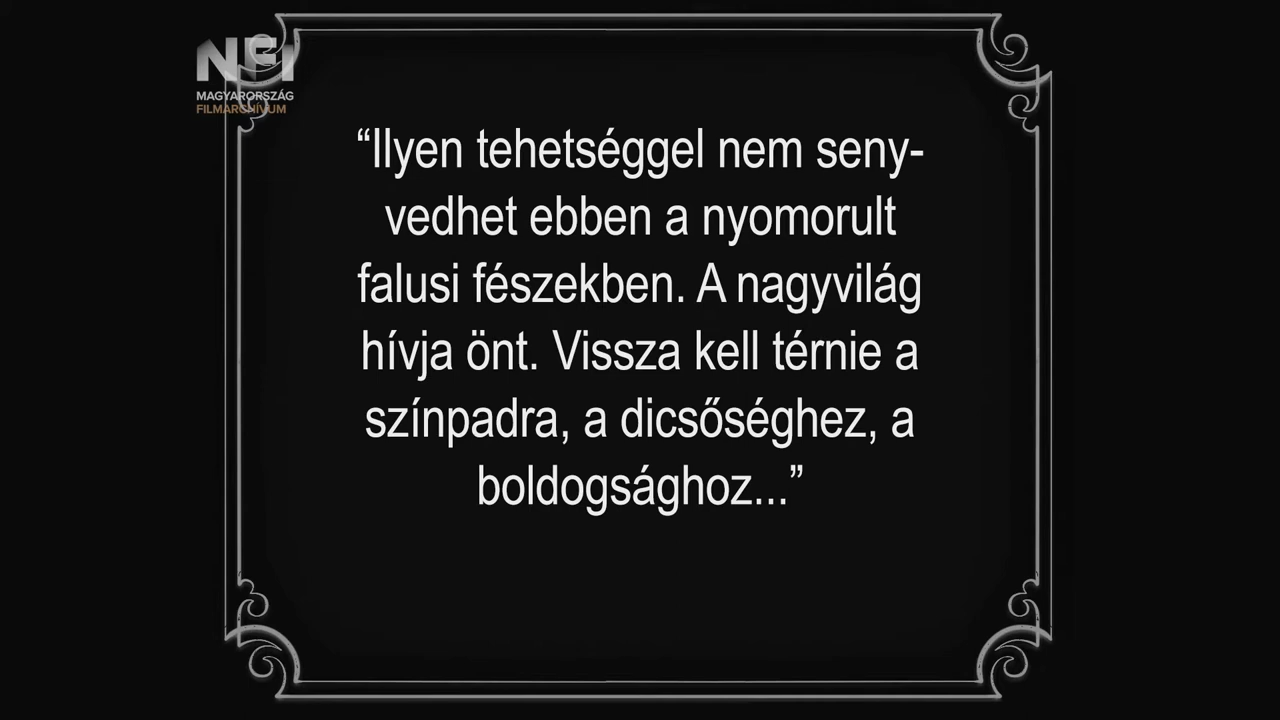 NFI
MAGYARORSZÁG
FILMARCHÍVUM
“Ilyen tehetséggel nem seny-
vedhet ebben a nyomorult
falusi fészekben. A nagyvilág
hívja önt. Vissza kell térnie a
színpadra, a dicsőséghez, a
boldogsághoz...”